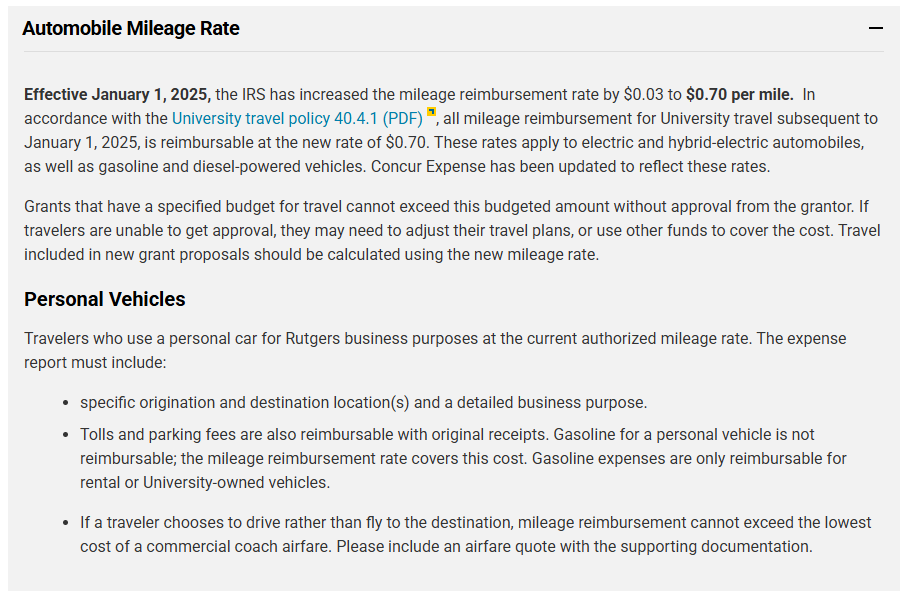 Automobile Mileage Rate
Effective January 1, 2025, the IRS has increased the mileage reimbursement rate by $0.03 to $0.70 per mile.  In
accordance with the University travel policy 40.4.1 (PDF) , all mileage reimbursement for University travel subsequent to
January 1, 2025, is reimbursable at the new rate of $0.70. These rates apply to electric and hybrid-electric automobiles,
as well as gasoline and diesel-powered vehicles. Concur Expense has been updated to reflect these rates.
Grants that have a specified budget for travel cannot exceed this budgeted amount without approval from the grantor. If
travelers are unable to get approval, they may need to adjust their travel plans, or use other funds to cover the cost. Travel
included in new grant proposals should be calculated using the new mileage rate.
Personal Vehicles
Travelers who use a personal car for Rutgers business purposes at the current authorized mileage rate. The expense
report must include:
• specific origination and destination location(s) and a detailed business purpose.
• Tolls and parking fees are also reimbursable with original receipts. Gasoline for a personal vehicle is not
reimbursable; the mileage reimbursement rate covers this cost. Gasoline expenses are only reimbursable for
rental or University-owned vehicles.
• If a traveler chooses to drive rather than fly to the destination, mileage reimbursement cannot exceed the lowest
cost of a commercial coach airfare. Please include an airfare quote with the supporting documentation.